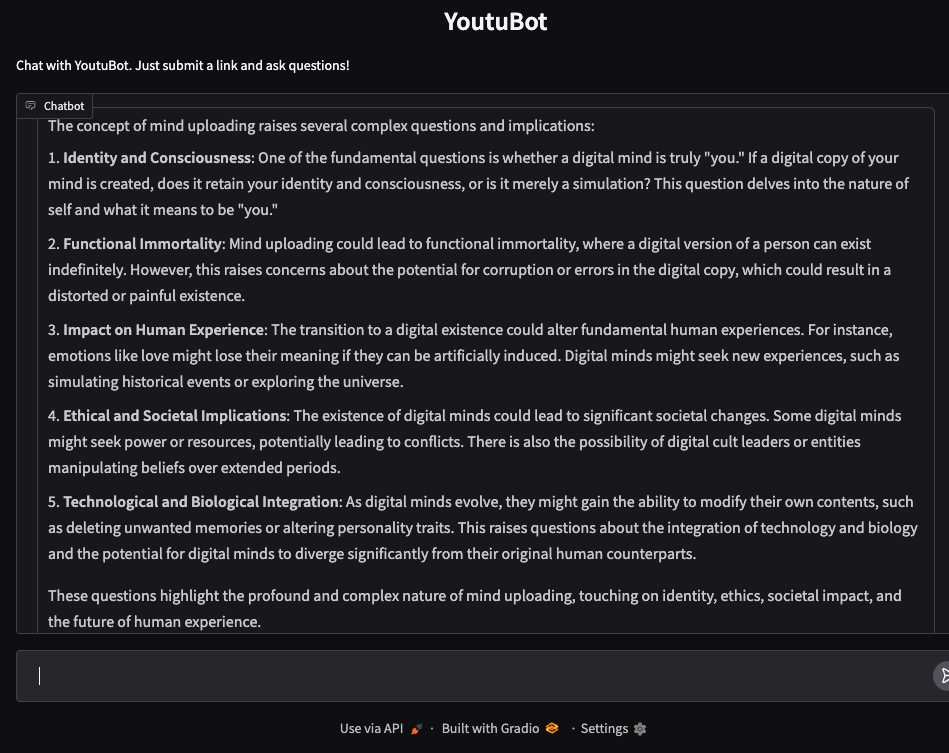 YoutuBot
Chat with YoutuBot. Just submit a link and ask questions!
Chatbot
The concept of mind uploading raises several complex questions and implications:
1. Identity and Consciousness: One of the fundamental questions is whether a digital mind is truly "you." If a digital copy of your
mind is created, does it retain your identity and consciousness, or is it merely a simulation? This question delves into the nature of
self and what it means to be "you."
2. Functional Immortality: Mind uploading could lead to functional immortality, where a digital version of a person can exist
indefinitely. However, this raises concerns about the potential for corruption or errors in the digital copy, which could result in a
distorted or painful existence.
3. Impact on Human Experience: The transition to a digital existence could alter fundamental human experiences. For instance,
emotions like love might lose their meaning if they can be artificially induced. Digital minds might seek new experiences, such as
simulating historical events or exploring the universe.
4. Ethical and Societal Implications: The existence of digital minds could lead to significant societal changes. Some digital minds
might seek power or resources, potentially leading to conflicts. There is also the possibility of digital cult leaders or entities
manipulating beliefs over extended periods.
5. Technological and Biological Integration: As digital minds evolve, they might gain the ability to modify their own contents, such
as deleting unwanted memories or altering personality traits. This raises questions about the integration of technology and biology
and the potential for digital minds to diverge significantly from their original human counterparts.
These questions highlight the profound and complex nature of mind uploading, touching on identity, ethics, societal impact, and
the future of human experience.
Use via API · Built with Gradio · Settings